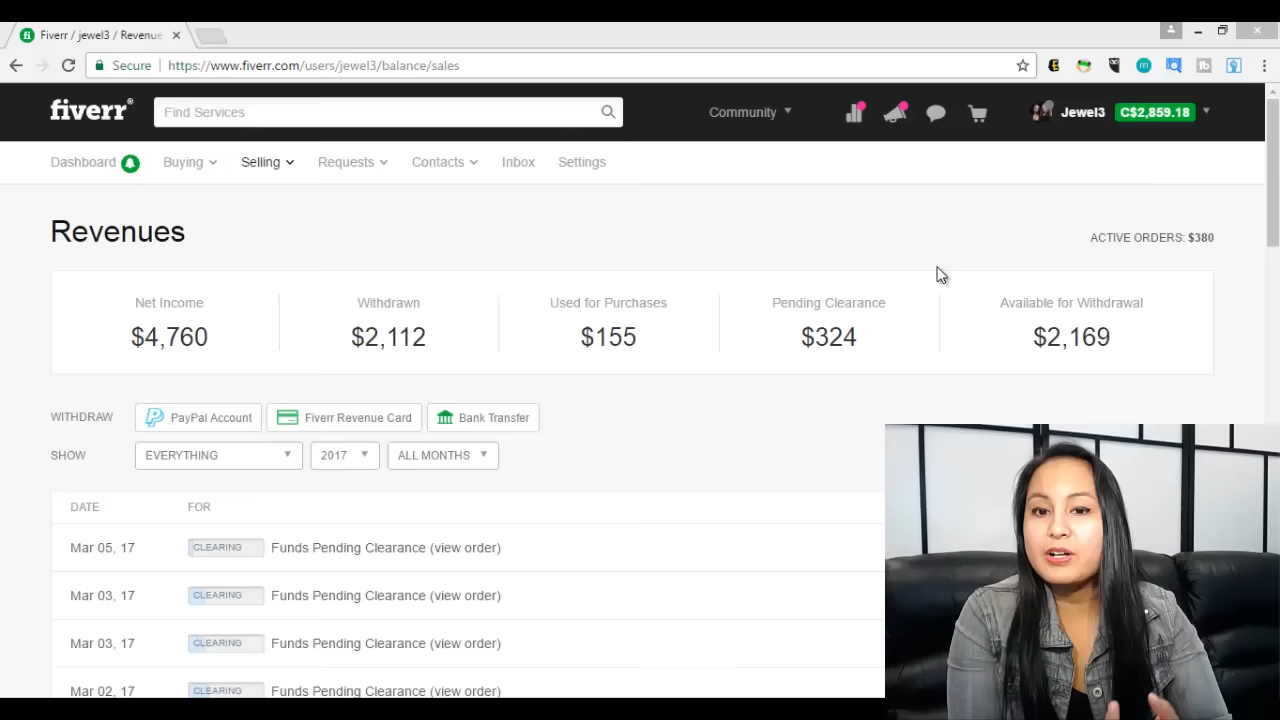 Fiverr / jewel3 / Revenue
Secure https://www.fiverr.com/users/jewel3/balance/sales
fiverr®
Find Services
Community
Jewel3
C$2,859.18
Dashboard Buying Selling Requests Contacts Inbox Settings
Revenues
ACTIVE ORDERS: $380
Net Income Withdrawn Used for Purchases Pending Clearance Available for Withdrawal
$4,760 $2,112 $155 $324 $2,169
WITHDRAW PayPal Account Fiverr Revenue Card Bank Transfer
SHOW EVERYTHING 2017 ALL MONTHS
DATE FOR
Mar 05, 17 CLEARING Funds Pending Clearance (view order)
Mar 03, 17 CLEARING Funds Pending Clearance (view order)
Mar 03, 17 CLEARING Funds Pending Clearance (view order)
Mar 02, 17 CLEARING Funds Pending Clearance (view order)